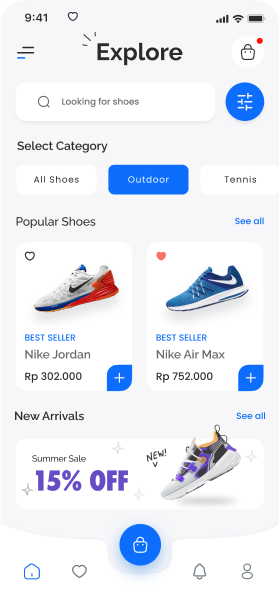 9:41
Explore
Looking for shoes
Select Category
All Shoes
Outdoor
Tennis
Popular Shoes
See all
BEST SELLER
Nike Jordan
Rp 302.000
BEST SELLER
Nike Air Max
Rp 752.000
New Arrivals
See all
Summer Sale
15% OFF
NEW!